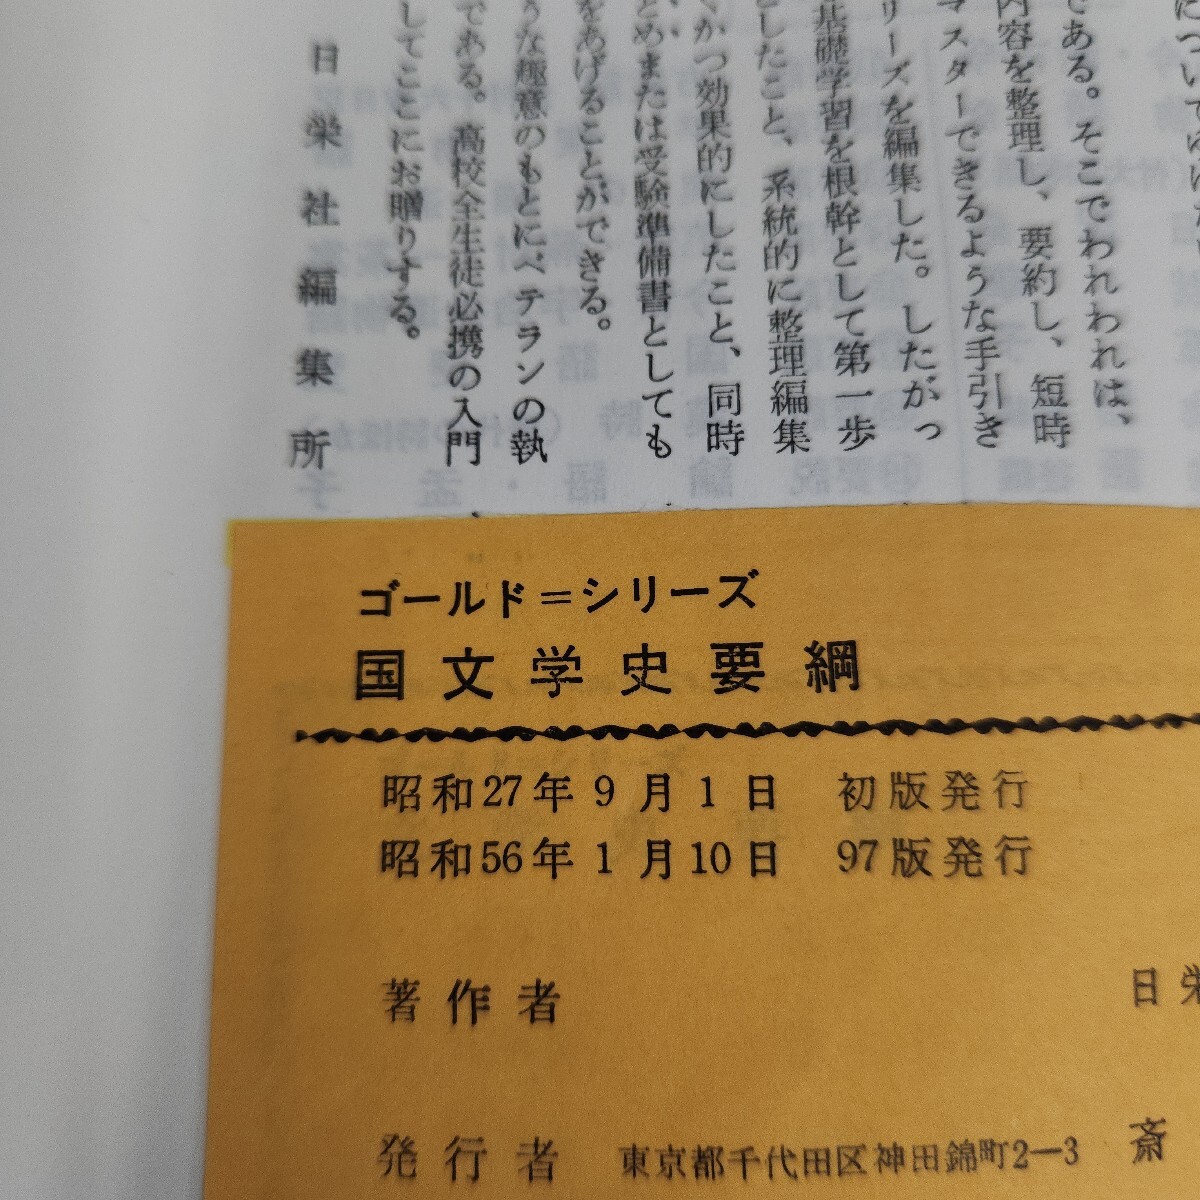 についてゆけな
である。そこでわれわれは、
内容を整理し、要約し、短時
マスターできるような手引き
リーズを編集した。したがっ
基礎学習を根幹として第一歩
としたこと、系統的に整理編集
かつ効果的にしたこと、同時
とめまたは受験準備書としても
をあげることができる。
うな趣意のもとにベテランの執
である。高校全生徒必携の入門
してここにお贈りする。
日栄社編集所
ゴールド=シリーズ
国文学史要綱
昭和27年9月1日 初版発行
昭和56年1月10日 97版発行
著作者 日栄
発行者 東京都千代田区神田錦町2―3 斎